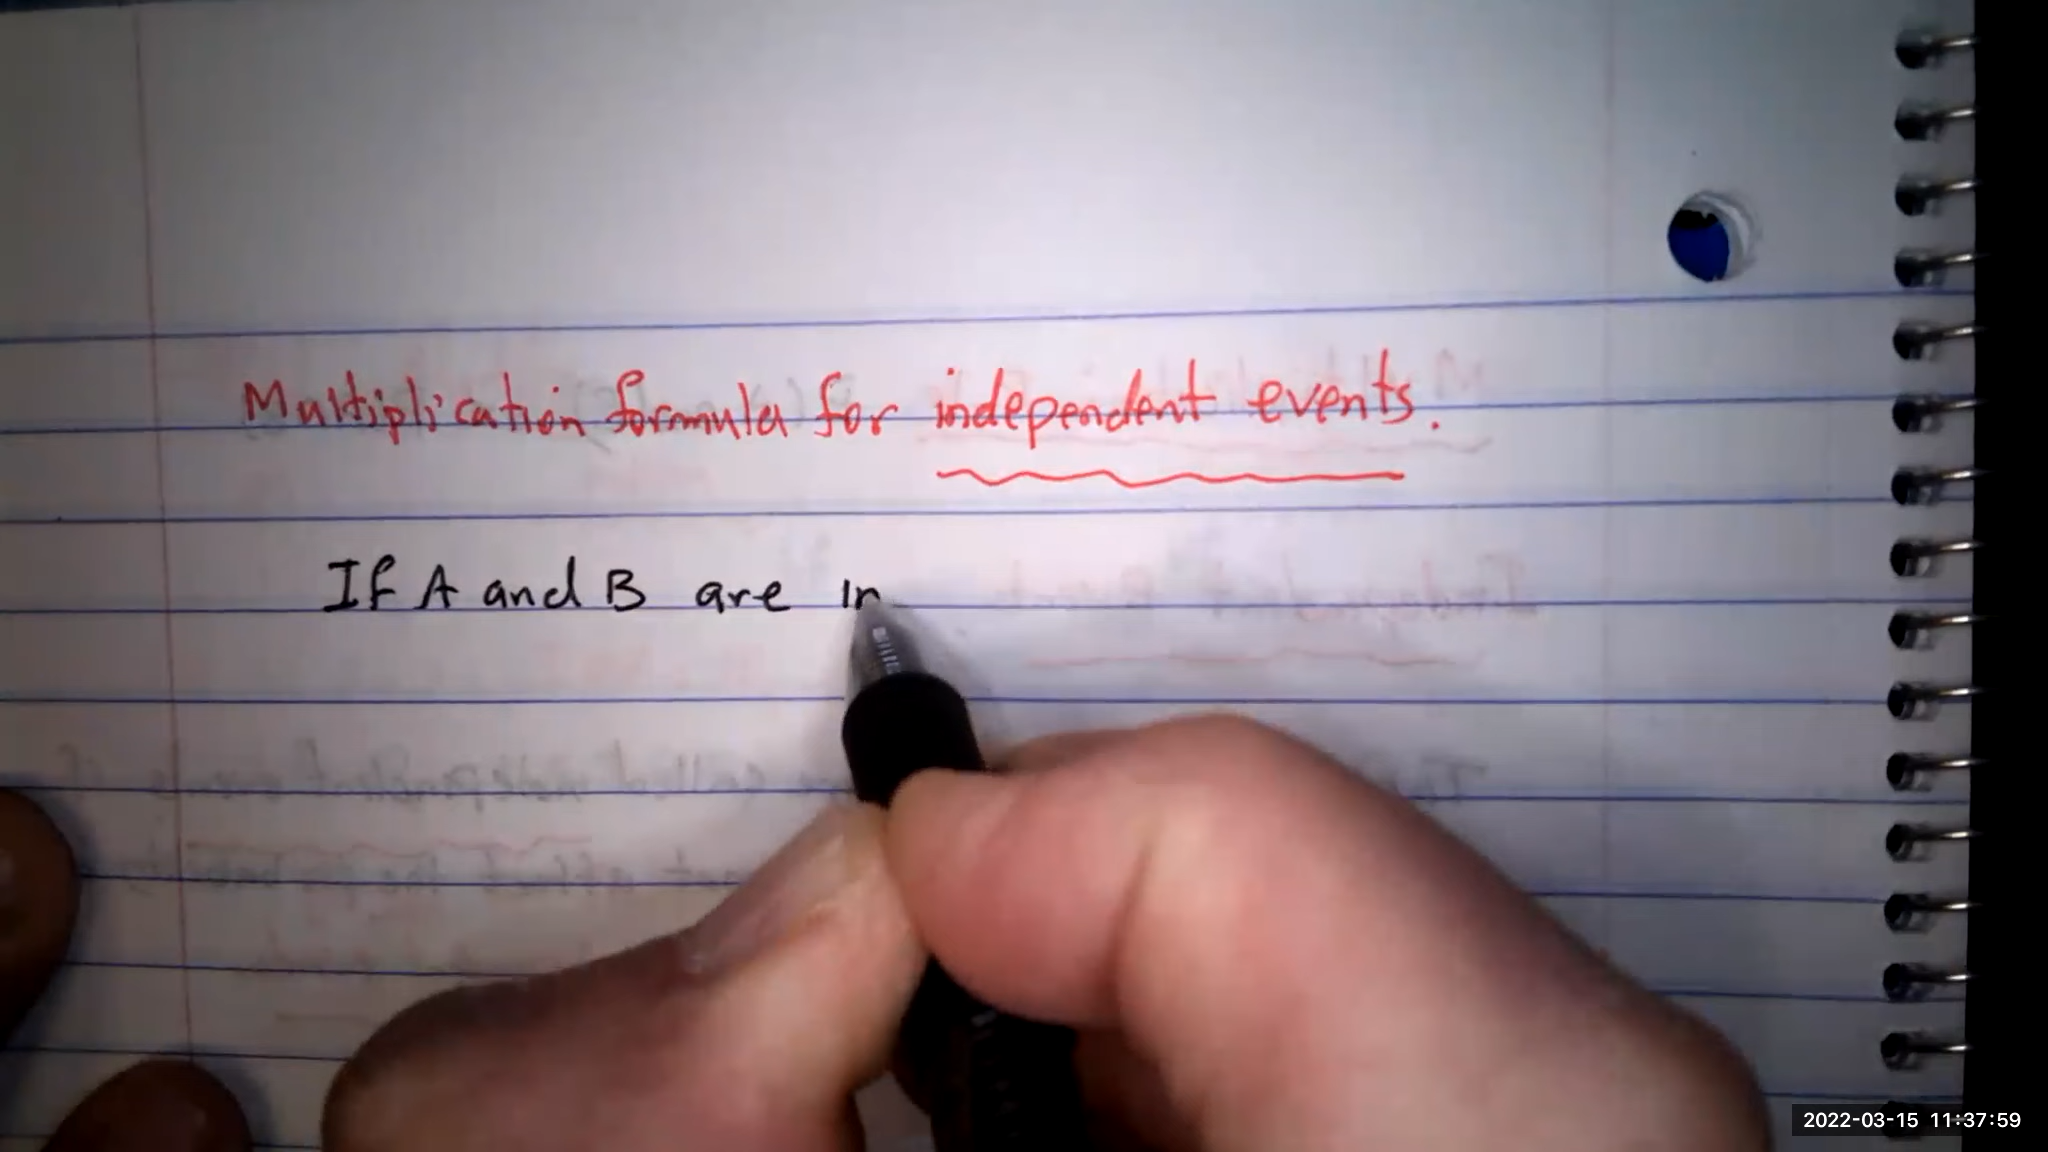 Multiplication formula for independent events.
If A and B are in
2022-03-15 11:37:59